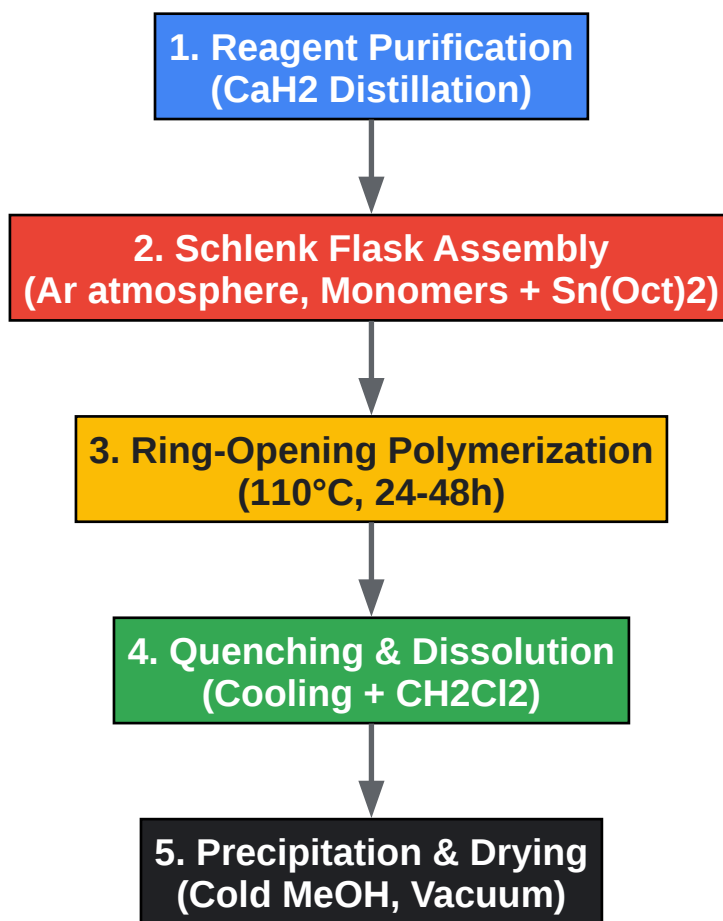 1. Reagent Purification
(CaH2 Distillation)
2. Schlenk Flask Assembly
(Ar atmosphere, Monomers + Sn(Oct)2)
3. Ring-Opening Polymerization
(110°C, 24-48h)
4. Quenching & Dissolution
(Cooling + CH2Cl2)
5. Precipitation & Drying
(Cold MeOH, Vacuum)